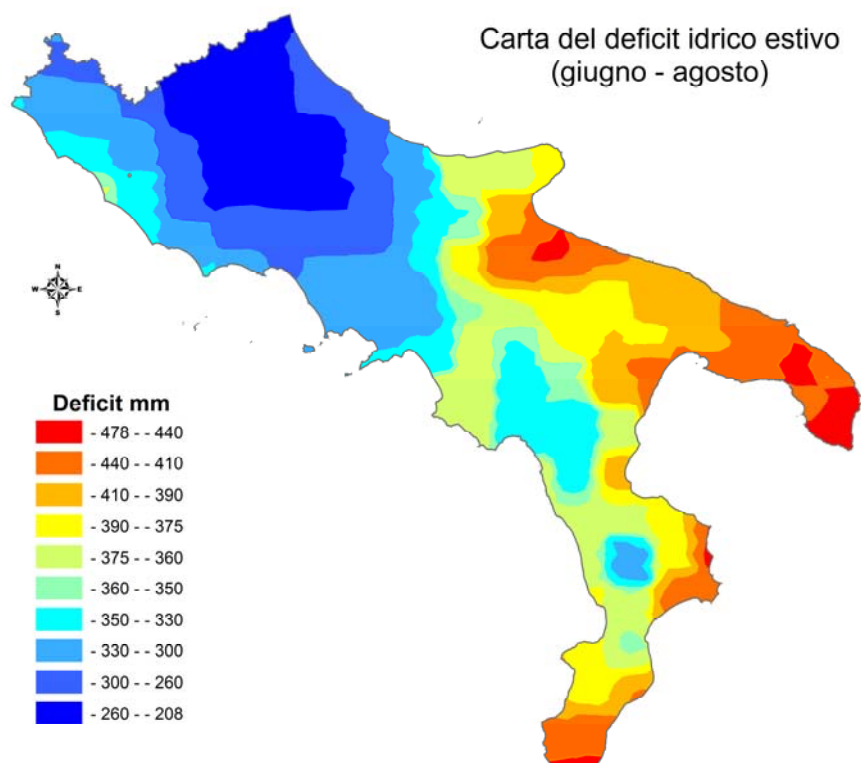 Carta del deficit idrico estivo
(giugno - agosto)
N
W E
S
Deficit mm
- 478 - - 440
- 440 - - 410
- 410 - - 390
- 390 - - 375
- 375 - - 360
- 360 - - 350
- 350 - - 330
- 330 - - 300
- 300 - - 260
- 260 - - 208